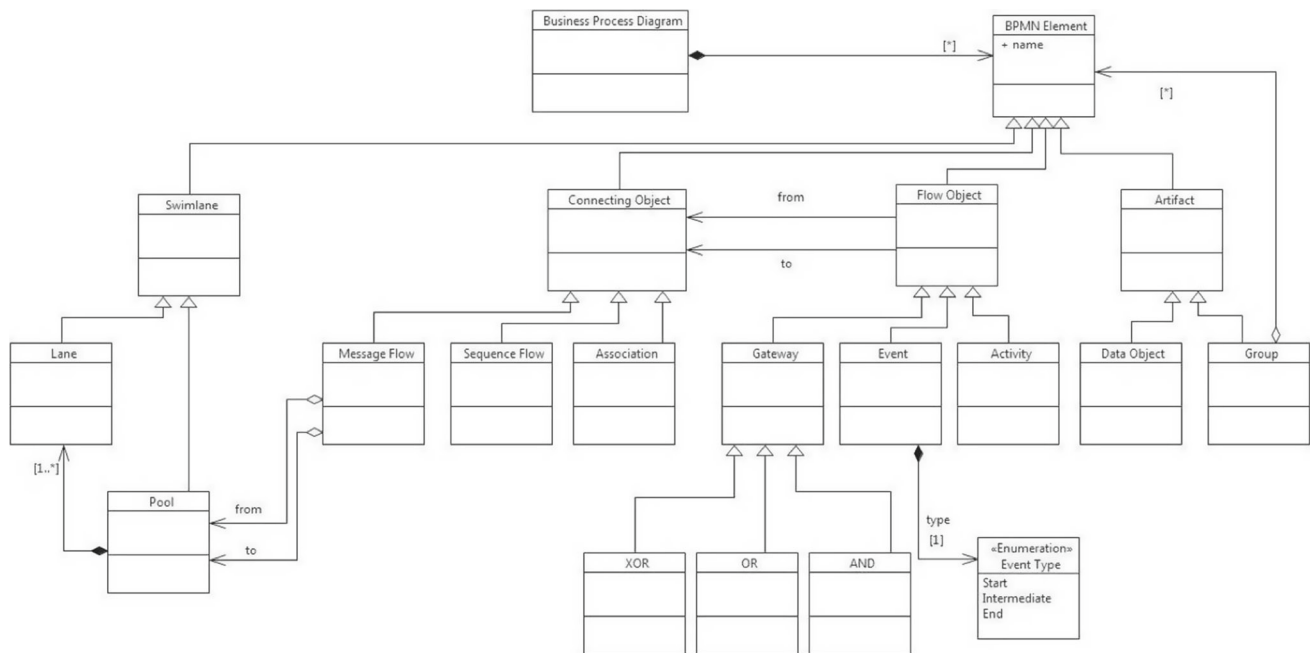 Business Process Diagram
BPMN Element
+ name
[*]
[*]
Swimlane
Connecting Object
from
to
Flow Object
Artifact
Lane
Message Flow
Sequence Flow
Association
Gateway
Event
Activity
Data Object
Group
[1..*]
Pool
from
to
type
[1]
XOR
OR
AND
«Enumeration»
Event Type
Start
Intermediate
End